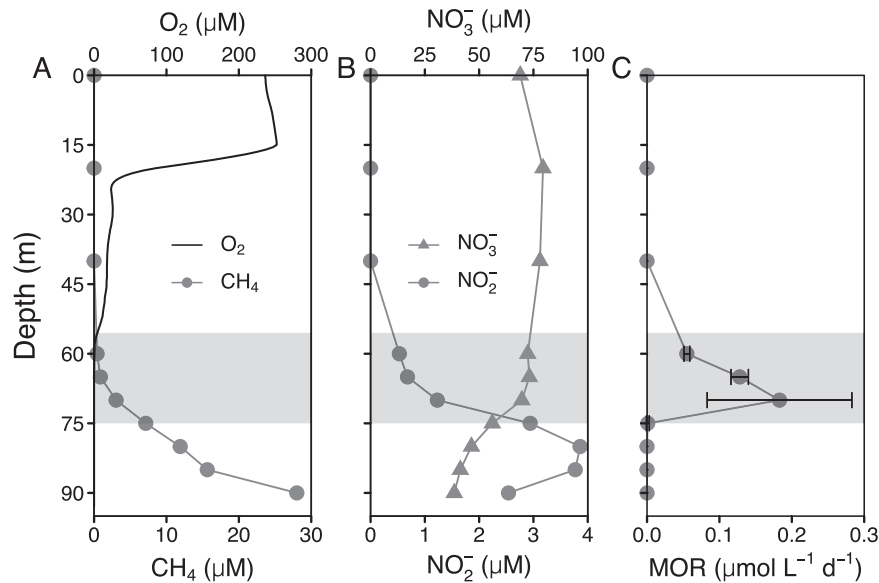 O₂ (µM)
0 100 200 300
NO₃⁻ (µM)
0 25 50 75 100
A
B
C
0
15
30
45
60
75
90
Depth (m)
O₂
CH₄
NO₃⁻
NO₂⁻
0 10 20 30
CH₄ (µM)
0 1 2 3 4
NO₂⁻ (µM)
0.0 0.1 0.2 0.3
MOR (µmol L⁻¹ d⁻¹)